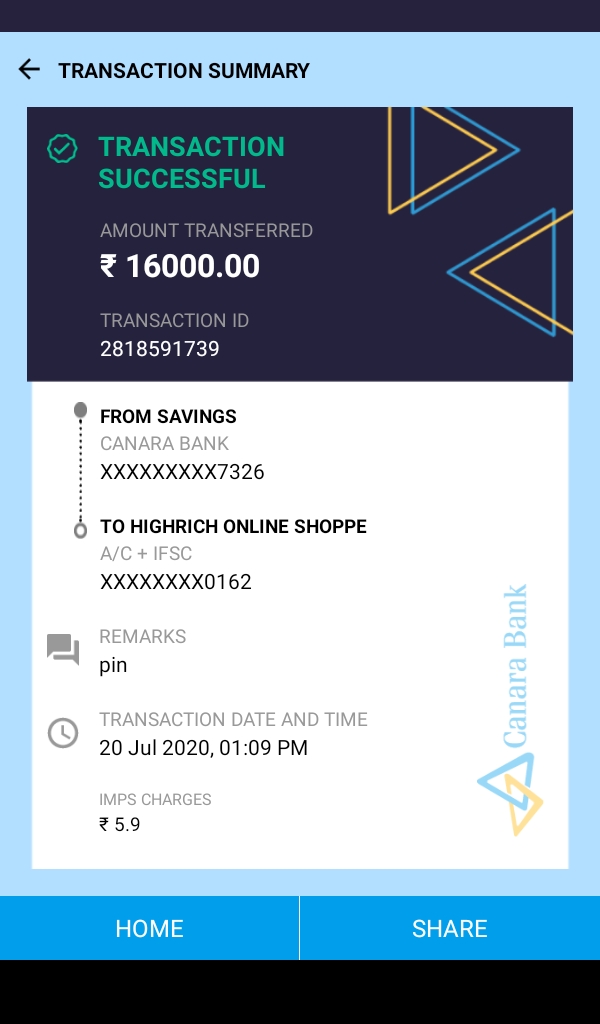 TRANSACTION SUMMARY
TRANSACTION
SUCCESSFUL
AMOUNT TRANSFERRED
₹ 16000.00
TRANSACTION ID
2818591739
FROM SAVINGS
CANARA BANK
XXXXXXXXX7326
TO HIGHRICH ONLINE SHOPPE
A/C + IFSC
XXXXXXXX0162
REMARKS
pin
TRANSACTION DATE AND TIME
20 Jul 2020, 01:09 PM
IMPS CHARGES
₹ 5.9
Canara Bank
HOME
SHARE